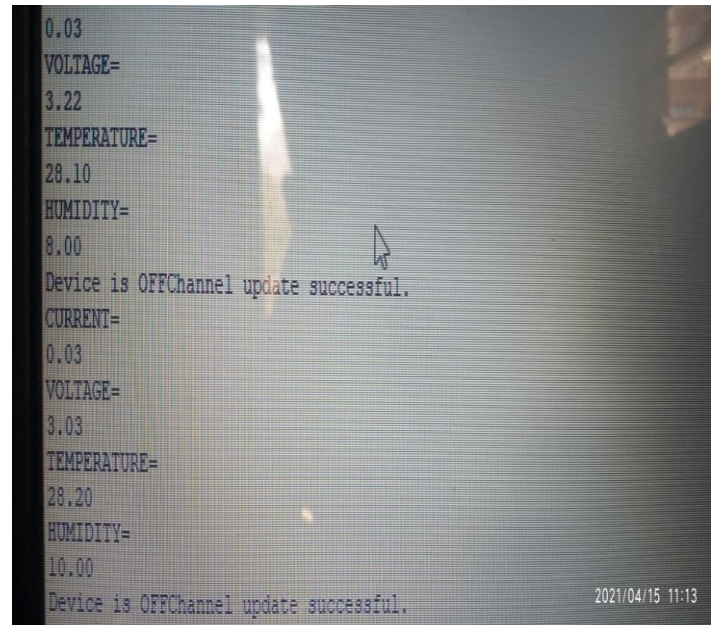 0.03
VOLTAGE=
3.22
TEMPERATURE=
28.10
HUMIDITY=
8.00
Device is OFFChannel update successful.
CURRENT=
0.03
VOLTAGE=
3.03
TEMPERATURE=
28.20
HUMIDITY=
10.00
Device is OFFChannel update successful.
2021/04/15 11:13